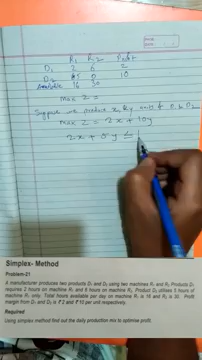 R1 R2 Profit
D1 2 6 2
D2 5 0 10
Available 16 30
max Z =
Suppose we produce x, & y units of D1 & D2
max Z = 2x + 10y
2x + 5y ≤ 1
Simplex- Method
Problem-21
A manufacturer produces two products D₁ and D₂ using two machines R₁ and R₂. Product D₁
requires 2 hours on machine R₁ and 6 hours on machine R₂. Product D₂ utilises 5 hours of
machine R₁ only. Total hours available per day on machine R₁ is 16 and R₂ is 30. Profit
margin from D₁ and D₂ is ₹ 2 and ₹ 10 per unit respectively.
Required
Using simplex method find out the daily production mix to optimise profit.